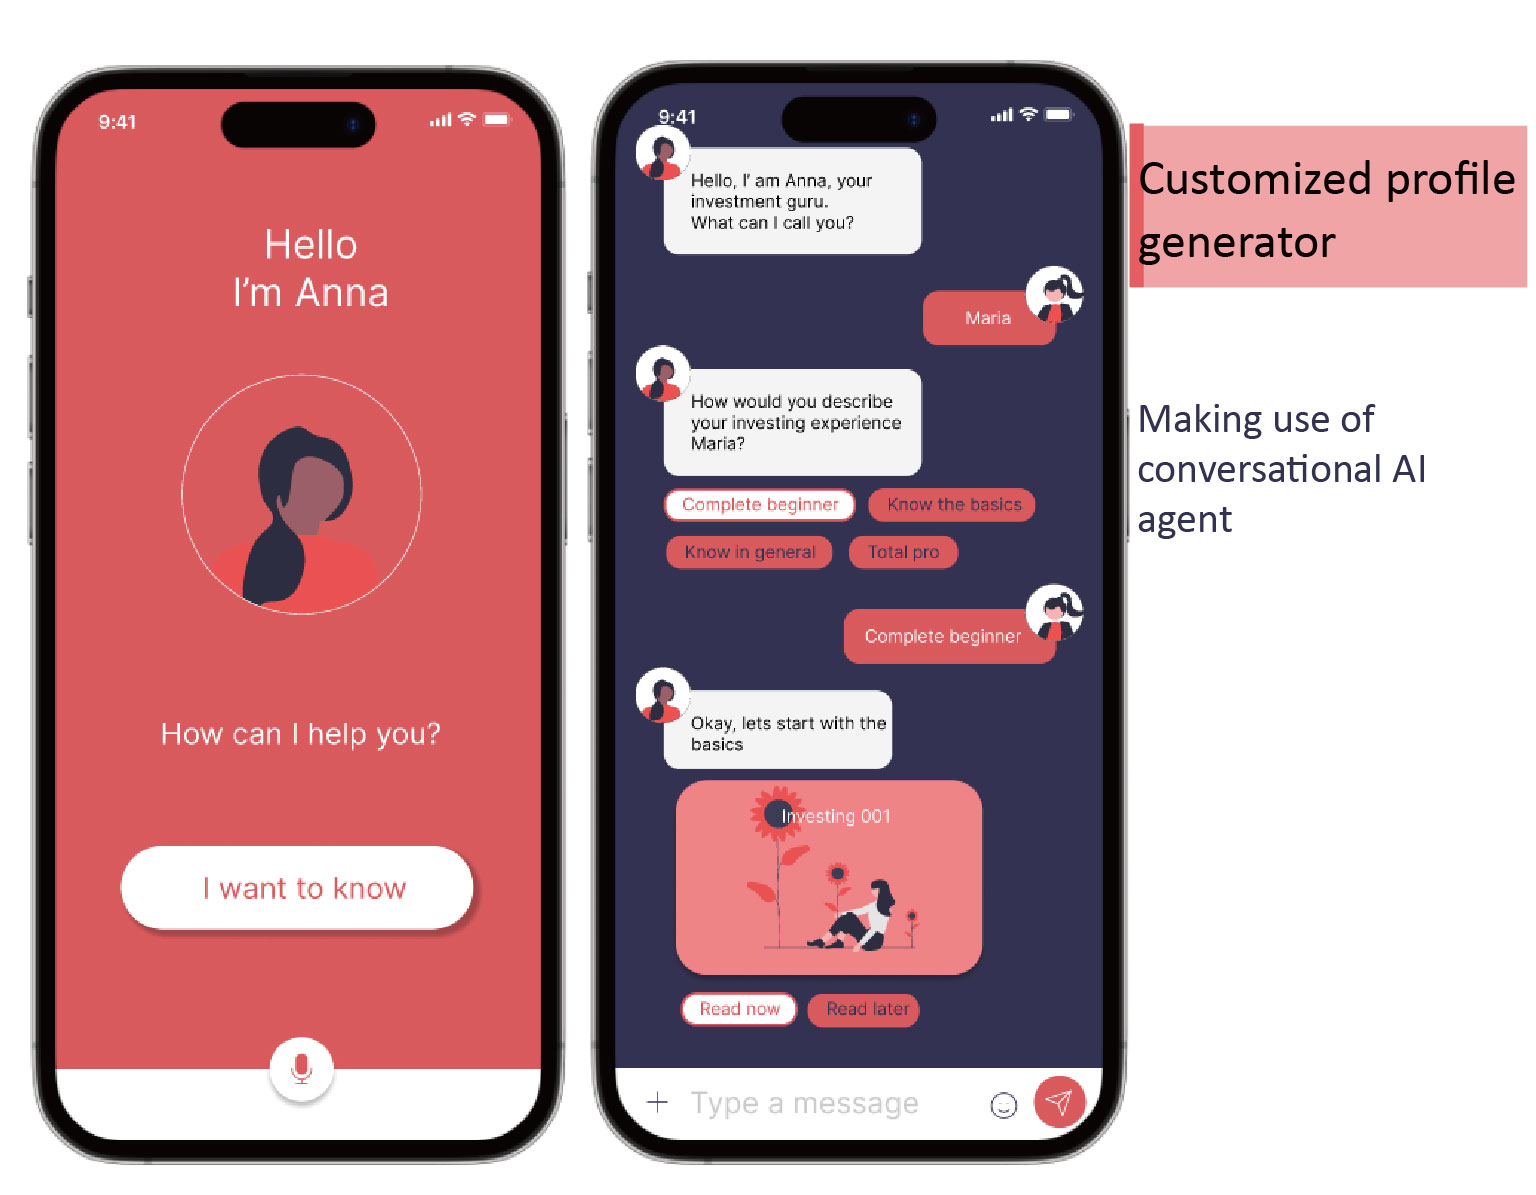 9:41
Hello
I'm Anna
How can I help you?
I want to know
9:41
Hello, I' am Anna, your
investment guru.
What can I call you?
Maria
How would you describe
your investing experience
Maria?
Complete beginner
Know the basics
Know in general
Total pro
Complete beginner
Okay, lets start with the
basics
Investing 001
Read now
Read later
Type a message
Customized profile
generator
Making use of
conversational AI
agent